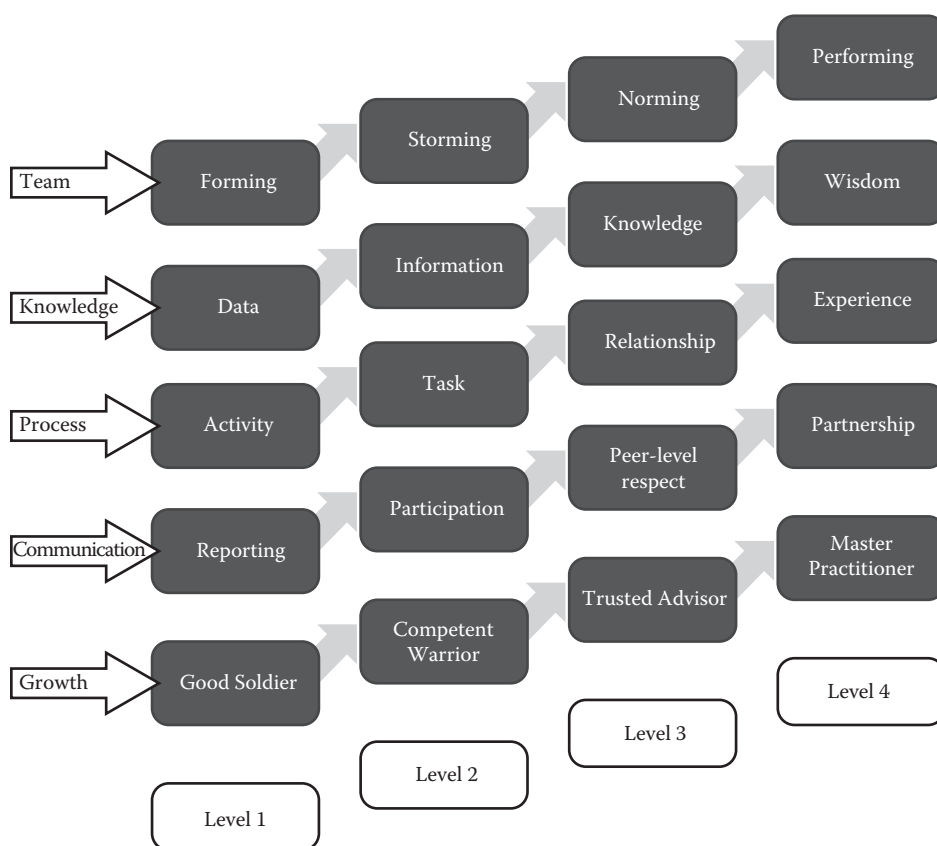 Team
Forming
Storming
Norming
Performing
Knowledge
Data
Information
Knowledge
Wisdom
Process
Activity
Task
Relationship
Experience
Communication
Reporting
Participation
Peer-level
respect
Partnership
Growth
Good Soldier
Competent
Warrior
Trusted Advisor
Master
Practitioner
Level 1
Level 2
Level 3
Level 4